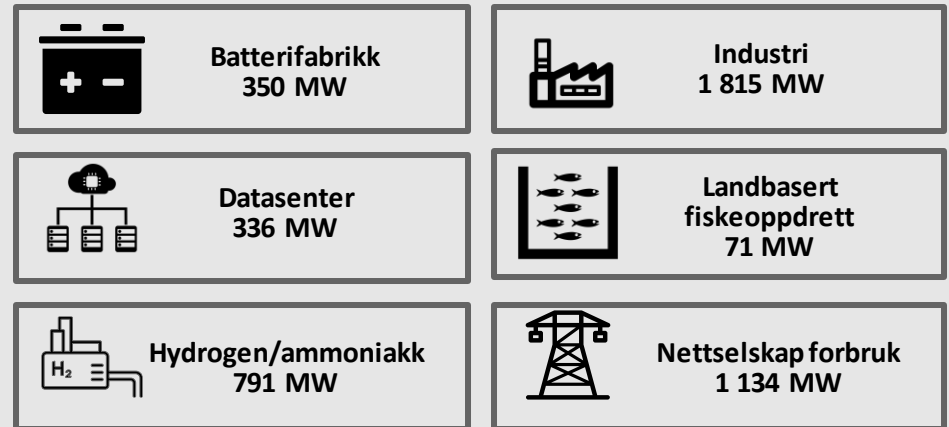 Batterifabrikk
350 MW
Industri
1 815 MW
Datasenter
336 MW
Landbasert
fiskeoppdrett
71 MW
H₂
Hydrogen/ammoniakk
791 MW
Nettselskap forbruk
1 134 MW